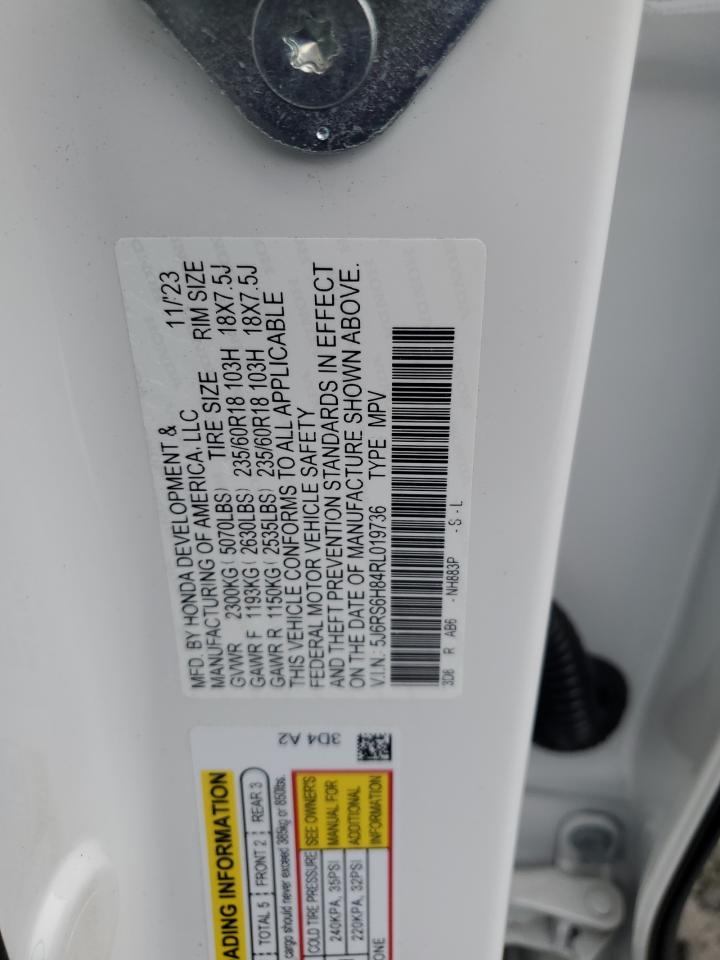 MFD. BY HONDA DEVELOPMENT & 11/23
MANUFACTURING OF AMERICA, LLC
TIRE SIZE RIM SIZE
GVWR 2300KG ( 5070LBS)
GAWR F 1193KG ( 2630LBS) 235/60R18 103H 18X7.5J
GAWR R 1150KG ( 2535LBS) 235/60R18 103H 18X7.5J
THIS VEHICLE CONFORMS TO ALL APPLICABLE
FEDERAL MOTOR VEHICLE SAFETY
AND THEFT PREVENTION STANDARDS IN EFFECT
ON THE DATE OF MANUFACTURE SHOWN ABOVE.
V.I.N.: 5J6RS6H84RL019736 TYPE MPV
3D6 R AB6 - NH883P - S - L
3D4 A2
ADING INFORMATION
TOTAL 5 FRONT 2 REAR 3
cargo should never exceed 385kg or 850lbs.
COLD TIRE PRESSURE SEE OWNER'S
240KPA, 35PSI MANUAL FOR
220KPA, 32PSI ADDITIONAL
INFORMATION
ONE